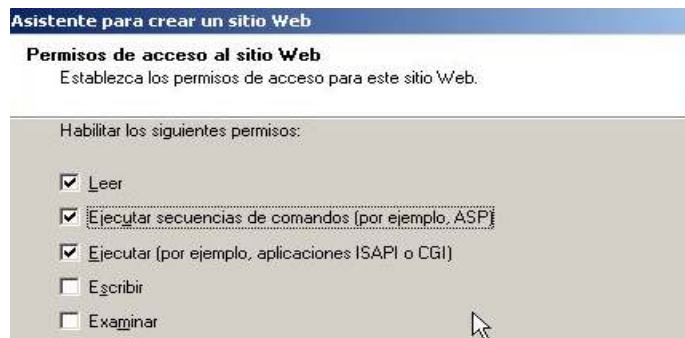 Asistente para crear un sitio Web
Permisos de acceso al sitio Web
Establezca los permisos de acceso para este sitio Web.
Habilitar los siguientes permisos:
Leer
Ejecutar secuencias de comandos (por ejemplo, ASP)
Ejecutar (por ejemplo, aplicaciones ISAPI o CGI)
Escribir
Examinar